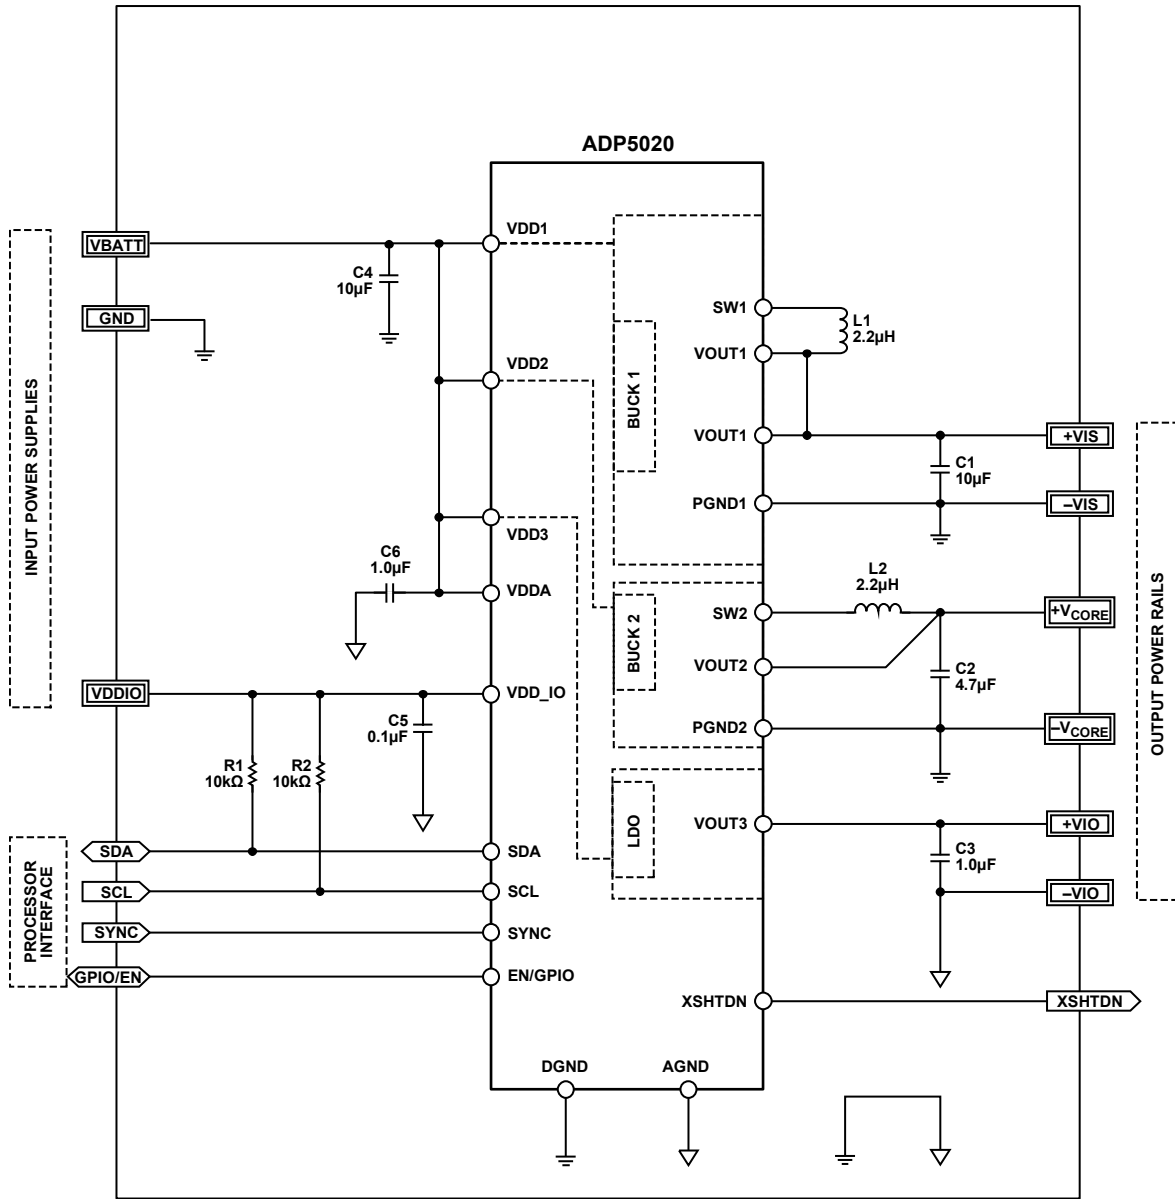 ADP5020
INPUT POWER SUPPLIES
VBATT
GND
VDDIO
C4
10µF
C6
1.0µF
C5
0.1µF
R1
10kΩ
R2
10kΩ
PROCESSOR
INTERFACE
SDA
SCL
SYNC
GPIO/EN
VDD1
VDD2
VDD3
VDDA
VDD_IO
SDA
SCL
SYNC
EN/GPIO
BUCK 1
BUCK 2
LDO
SW1
VOUT1
VOUT1
PGND1
SW2
VOUT2
PGND2
VOUT3
XSHTDN
DGND
AGND
L1
2.2µH
C1
10µF
L2
2.2µH
C2
4.7µF
C3
1.0µF
+VIS
–VIS
+VCORE
–VCORE
+VIO
–VIO
XSHTDN
OUTPUT POWER RAILS